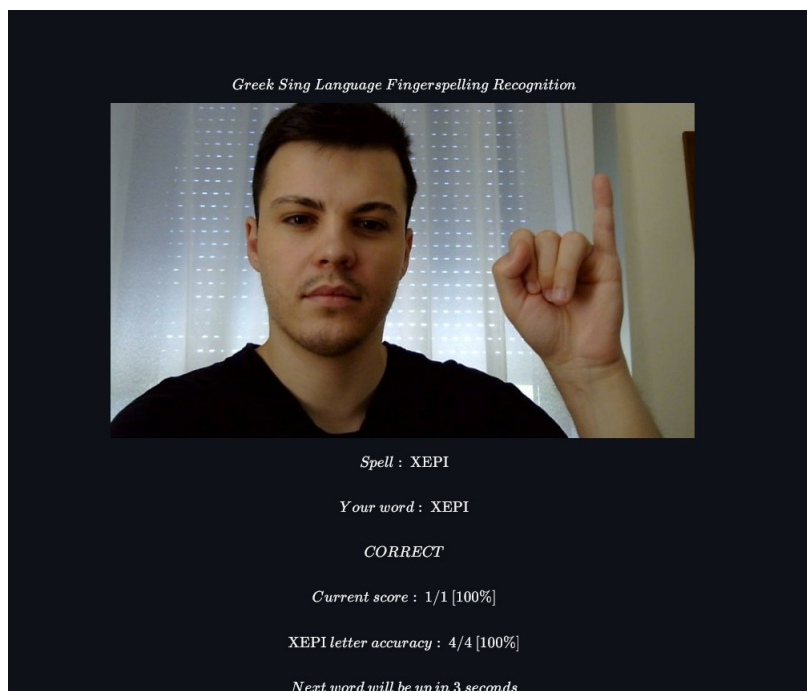 Greek Sing Language Fingerspelling Recognition
Spell : ΧΕΡΙ
Your word : ΧΕΡΙ
CORRECT
Current score : 1/1 [100%]
ΧΕΡΙ letter accuracy : 4/4 [100%]
Next word will be up in 3 seconds